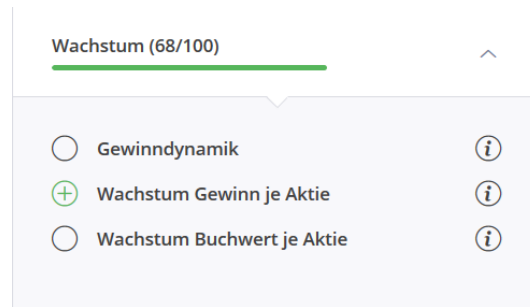 Wachstum (68/100)
Gewinndynamik
Wachstum Gewinn je Aktie
Wachstum Buchwert je Aktie